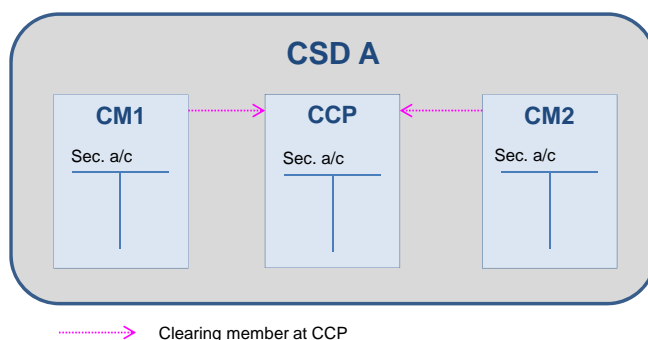 CSD A
CM1
CCP
CM2
Sec. a/c
Sec. a/c
Sec. a/c
Clearing member at CCP